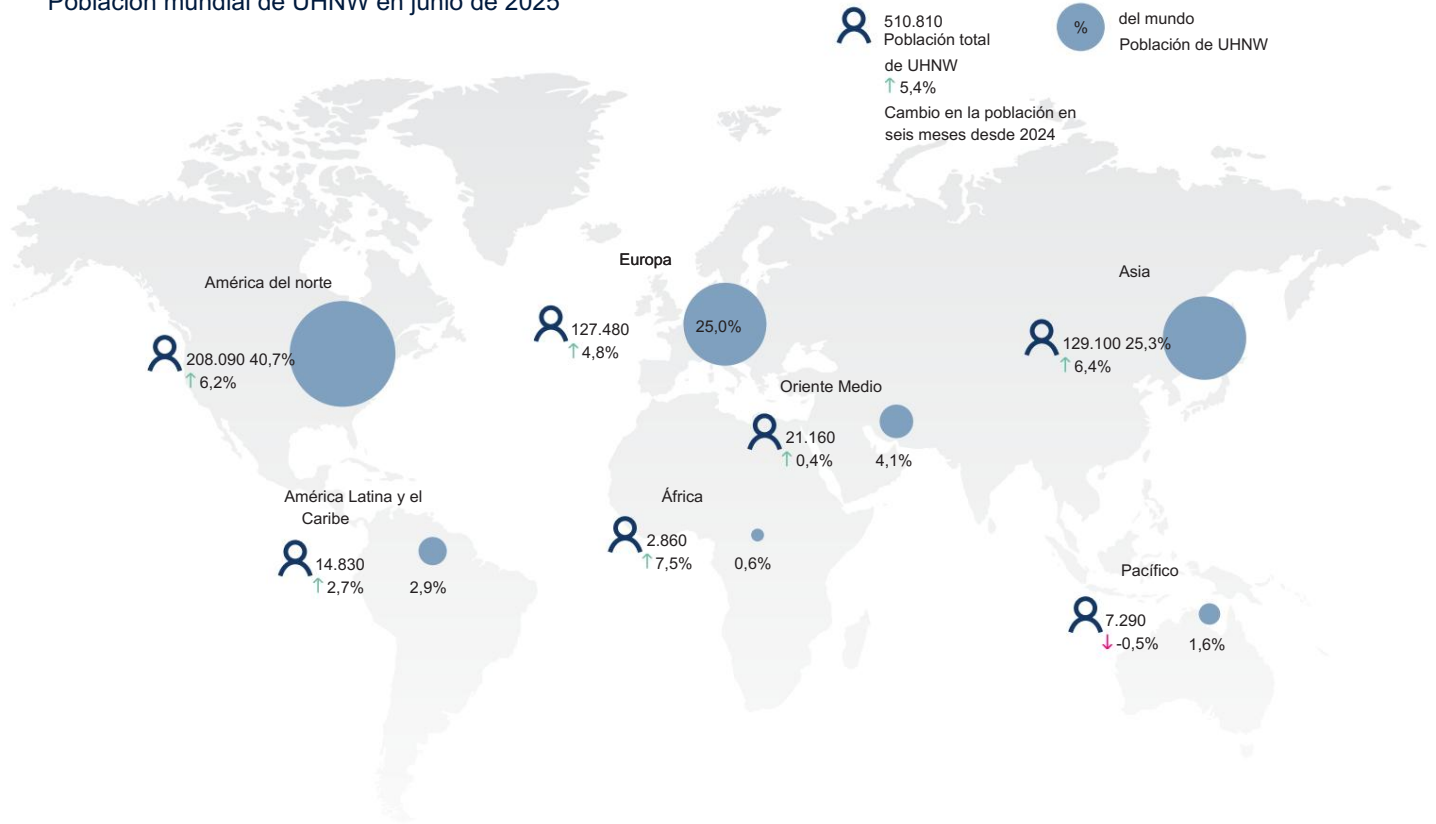 Población mundial de UHNW en junio de 2025
510.810
Población total
de UHNW
↑ 5,4%
Cambio en la población en
seis meses desde 2024
%
del mundo
Población de UHNW
América del norte
208.090 40,7%
↑ 6,2%
Europa
127.480
↑ 4,8%
25,0%
Asia
129.100 25,3%
↑ 6,4%
Oriente Medio
21.160
↑ 0,4%
4,1%
América Latina y el
Caribe
14.830
↑ 2,7%
2,9%
África
2.860
↑ 7,5%
0,6%
Pacífico
7.290
↓ -0,5%
1,6%